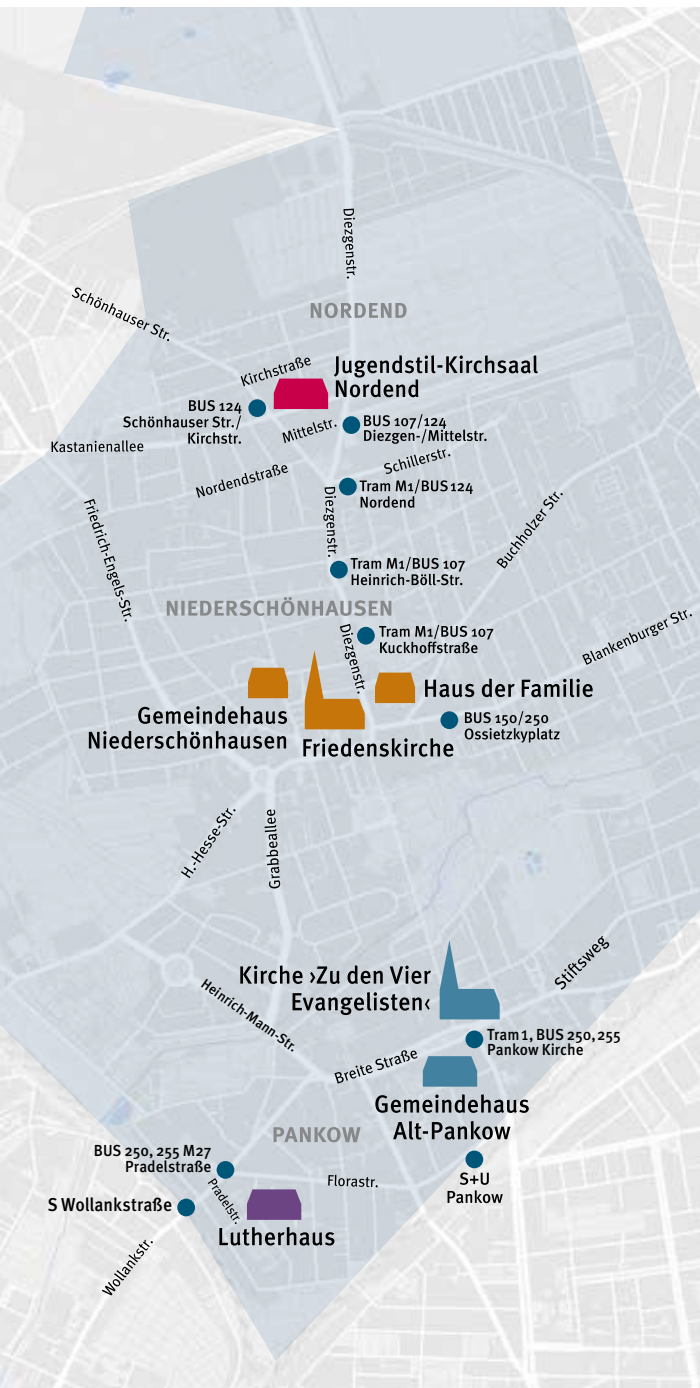 Diezgenstr.
Schönhauser Str.
NORDEND
Kirchstraße
Jugendstil-Kirchsaal
Nordend
BUS 124
Schönhauser Str./
Kirchstr.
Mittelstr.
BUS 107/124
Diezgen-/Mittelstr.
Kastanienallee
Nordendstraße
Schillerstr.
Tram M1/BUS 124
Nordend
Diezgenstr.
Buchholzer Str.
Friedrich-Engels-Str.
Tram M1/BUS 107
Heinrich-Böll-Str.
NIEDERSCHÖNHAUSEN
Diezgenstr.
Tram M1/BUS 107
Kuckhoffstraße
Blankenburger Str.
Haus der Familie
Gemeindehaus
Niederschönhausen
Friedenskirche
BUS 150/250
Ossietzkyplatz
H.-Hesse-Str.
Grabbeallee
Kirche ›Zu den Vier
Evangelisten‹
Stiftsweg
Heinrich-Mann-Str.
Tram 1, BUS 250, 255
Pankow Kirche
Breite Straße
Gemeindehaus
Alt-Pankow
PANKOW
BUS 250, 255 M27
Pradelstraße
S+U
Pankow
Florastr.
Pradelstr.
S Wollankstraße
Lutherhaus
Wollankstr.